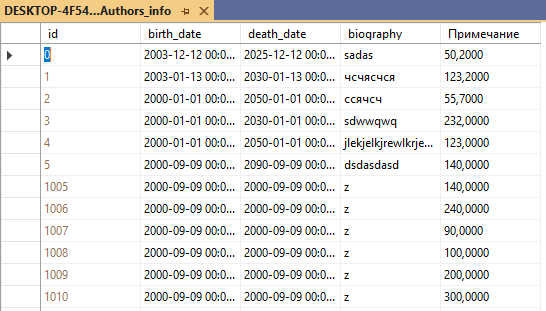 DESKTOP-4F54...Authors_info
id birth_date death_date biography Примечание
0 2003-12-12 00:0... 2025-12-12 00:0... sadas 50,2000
1 2003-01-13 00:0... 2030-01-13 00:0... чсчясчся 123,2000
2 2000-01-01 00:0... 2050-01-01 00:0... ссячсч 55,7000
3 2000-01-01 00:0... 2030-01-01 00:0... sdwwqwq 232,0000
4 2000-01-01 00:0... 2050-01-01 00:0... jlekjelkjrewlkrje... 123,0000
5 2000-09-09 00:0... 2090-09-09 00:0... dsdasdasd 140,0000
1005 2000-09-09 00:0... 2000-09-09 00:0... z 140,0000
1006 2000-09-09 00:0... 2000-09-09 00:0... z 240,0000
1007 2000-09-09 00:0... 2000-09-09 00:0... z 90,0000
1008 2000-09-09 00:0... 2000-09-09 00:0... z 100,0000
1009 2000-09-09 00:0... 2000-09-09 00:0... z 200,0000
1010 2000-09-09 00:0... 2000-09-09 00:0... z 300,0000